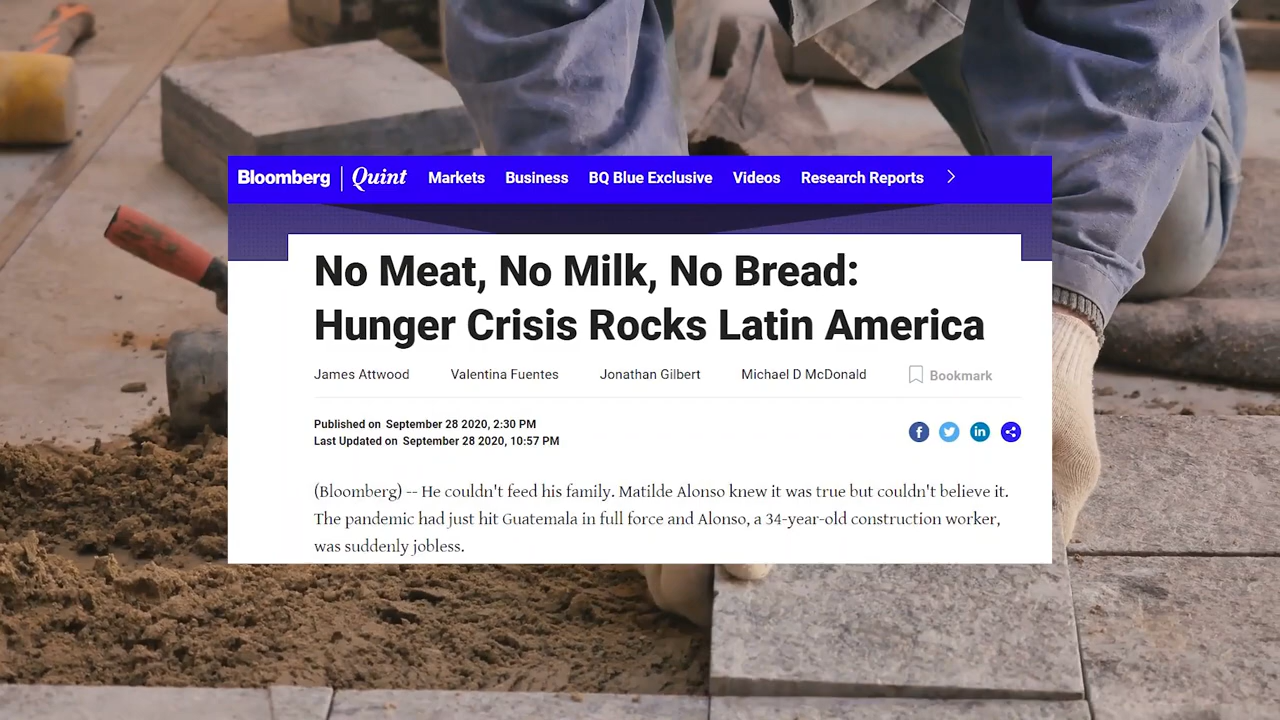 Bloomberg | Quint Markets Business BQ Blue Exclusive Videos Research Reports
No Meat, No Milk, No Bread:
Hunger Crisis Rocks Latin America
James Attwood Valentina Fuentes Jonathan Gilbert Michael D McDonald Bookmark
Published on September 28 2020, 2:30 PM
Last Updated on September 28 2020, 10:57 PM
(Bloomberg) -- He couldn't feed his family. Matilde Alonso knew it was true but couldn't believe it.
The pandemic had just hit Guatemala in full force and Alonso, a 34-year-old construction worker,
was suddenly jobless.